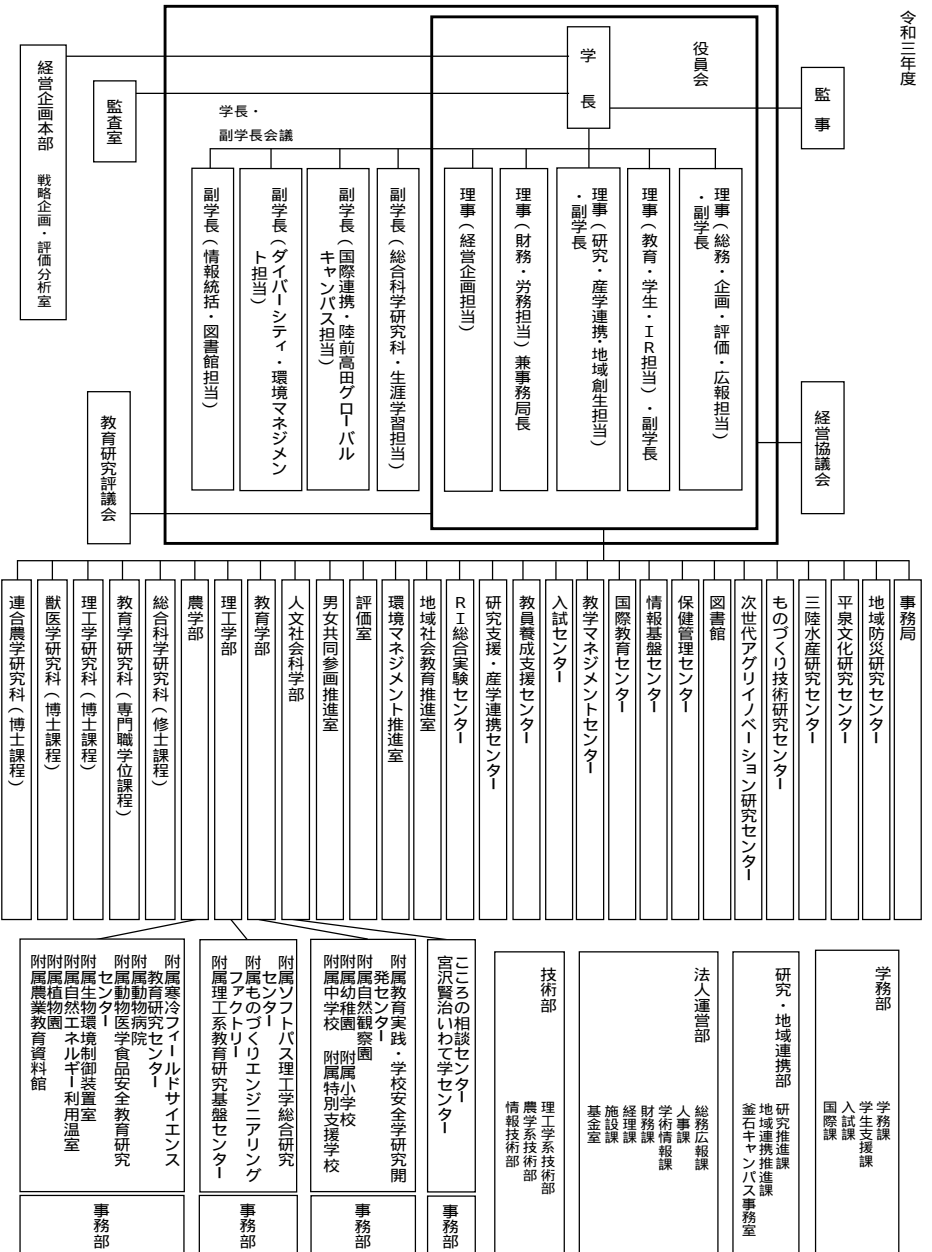 令和三年度
監事
経営協議会
役員会
学長
学長・
副学長会議
監査室
経営企画本部 戦略企画・評価分析室
教育研究評議会
理事（総務・企画・評価・広報担当）
・副学長
理事（教育・学生・ＩＲ担当）・副学長
理事（研究・産学連携・地域創生担当）
・副学長
理事（財務・労務担当）兼事務局長
理事（経営企画担当）
副学長（総合科学研究科・生涯学習担当）
副学長（国際連携・陸前高田グローバル
キャンパス担当）
副学長（ダイバーシティ・環境マネジメン
ト担当）
副学長（情報統括・図書館担当）
事務局
地域防災研究センター
平泉文化研究センター
三陸水産研究センター
ものづくり技術研究センター
次世代アグリイノベーション研究センター
図書館
保健管理センター
情報基盤センター
国際教育センター
教学マネジメントセンター
入試センター
教員養成支援センター
研究支援・産学連携センター
ＲＩ総合実験センター
地域社会教育推進室
環境マネジメント推進室
評価室
男女共同参画推進室
人文社会科学部
教育学部
理工学部
農学部
総合科学研究科（修士課程）
教育学研究科（専門職学位課程）
理工学研究科（博士課程）
獣医学研究科（博士課程）
連合農学研究科（博士課程）
学務部
学務課
学生支援課
入試課
国際課
研究・地域連携部
研究推進課
地域連携推進課
釜石キャンパス事務室
法人運営部
総務広報課
人事課
学術情報課
財務課
経理課
施設課
基金室
技術部
理工学系技術部
農学系技術部
情報技術部
こころの相談センター
宮沢賢治いわて学センター
事務部
附属教育実践・学校安全学研究開
発センター
附属自然観察園
附属幼稚園 附属小学校
附属中学校 附属特別支援学校
事務部
附属ソフトパス理工学総合研究
センター
附属ものづくりエンジニアリング
ファクトリー
附属理工系教育研究基盤センター
事務部
附属寒冷フィールドサイエンス
教育研究センター
附属動物病院
附属動物医学食品安全教育研究
センター
附属生物環境制御装置室
附属自然エネルギー利用温室
附属植物園
附属農業教育資料館
事務部